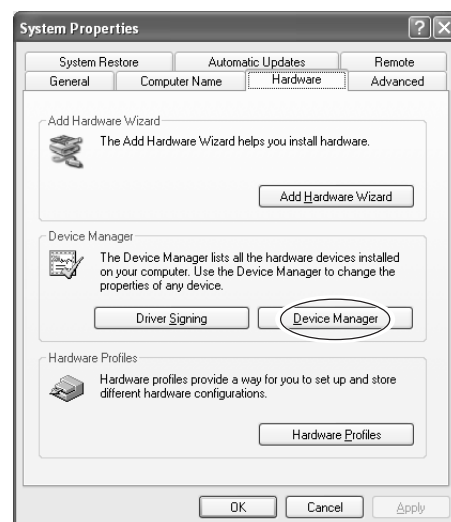 System Properties
System Restore Automatic Updates Remote
General Computer Name Hardware Advanced
Add Hardware Wizard
The Add Hardware Wizard helps you install hardware.
Add Hardware Wizard
Device Manager
The Device Manager lists all the hardware devices installed
on your computer. Use the Device Manager to change the
properties of any device.
Driver Signing Device Manager
Hardware Profiles
Hardware profiles provide a way for you to set up and store
different hardware configurations.
Hardware Profiles
OK Cancel Apply